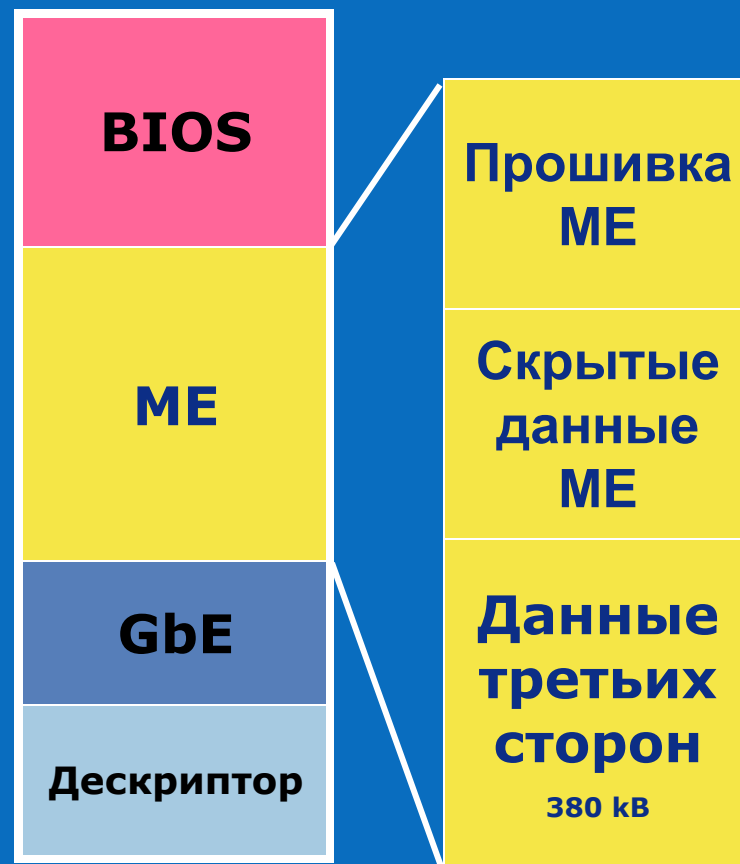 BIOS
ME
GbE
Дескриптор
Прошивка
ME
Скрытые
данные
ME
Данные
третьих
сторон
380 kB